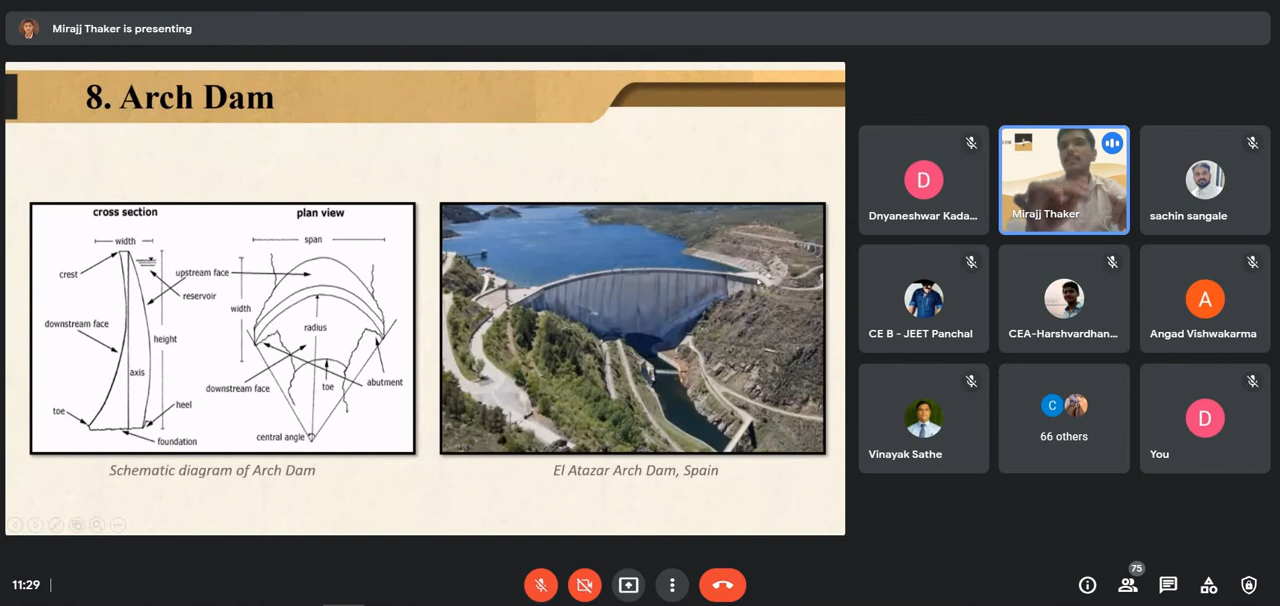 Mirajj Thaker is presenting
8. Arch Dam
cross section
plan view
width
span
crest
upstream face
reservoir
width
downstream face
radius
height
axis
downstream face
toe
abutment
toe
heel
foundation
central angle
Schematic diagram of Arch Dam
El Atazar Arch Dam, Spain
D
Dnyaneshwar Kada...
Mirajj Thaker
sachin sangale
CE B - JEET Panchal
CEA-Harshvardhan...
A
Angad Vishwakarma
Vinayak Sathe
C
66 others
D
You
11:29
75